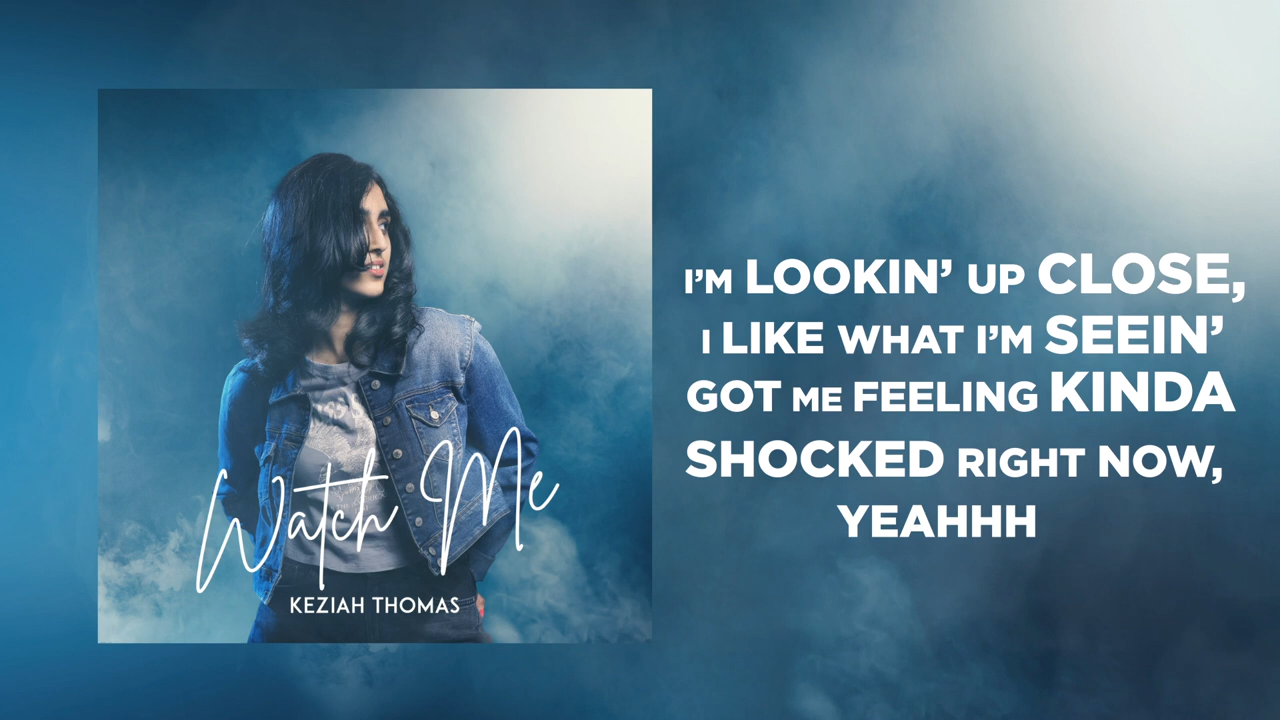 Watch Me
KEZIAH THOMAS
I'M LOOKIN' UP CLOSE,
I LIKE WHAT I'M SEEIN'
GOT ME FEELING KINDA
SHOCKED RIGHT NOW,
YEAHHH